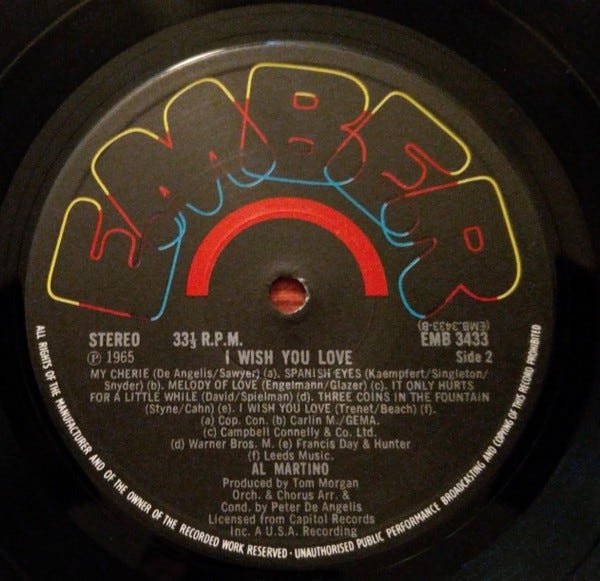 EMBER
STEREO 33⅓ R.P.M. (EMB.3433-B)
EMB 3433
℗ 1965 I WISH YOU LOVE Side 2
MY CHERIE (De Angelis/Sawyer) (a). SPANISH EYES (Kaempfert/Singleton/
Snyder) (b). MELODY OF LOVE (Engelmann/Glazer) (c). IT ONLY HURTS
FOR A LITTLE WHILE (David/Spielman) (d). THREE COINS IN THE FOUNTAIN
(Styne/Cahn) (e). I WISH YOU LOVE (Trenet/Beach) (f).
(a) Cop. Con. (b) Carlin M./GEMA.
(c) Campbell Connelly & Co. Ltd.
(d) Warner Bros. M. (e) Francis Day & Hunter
(f) Leeds Music.
AL MARTINO
Produced by Tom Morgan
Orch. & Chorus Arr. &
Cond. by Peter De Angelis
Licensed from Capitol Records
Inc. A U.S.A. Recording
ALL RIGHTS OF THE MANUFACTURER AND OF THE OWNER OF THE RECORDED WORK RESERVED · UNAUTHORISED PUBLIC PERFORMANCE BROADCASTING AND COPYING OF THIS RECORD PROHIBITED